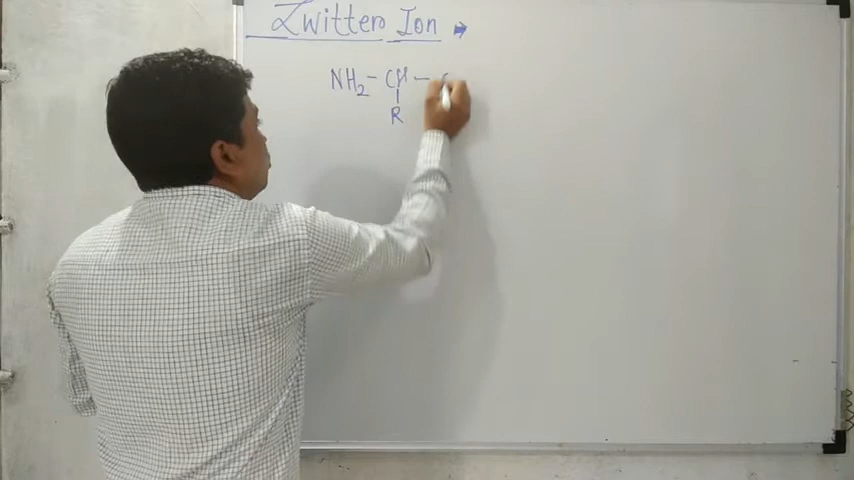 Zwitter Ion →
NH₂ - CH -
R